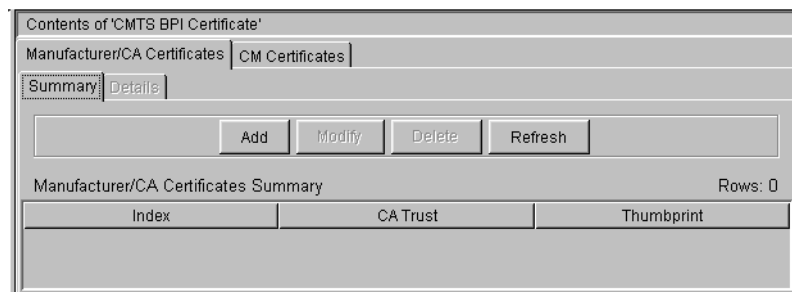 Contents of 'CMTS BPI Certificate'
Manufacturer/CA Certificates CM Certificates
Summary Details
Add Modify Delete Refresh
Manufacturer/CA Certificates Summary Rows: 0
Index CA Trust Thumbprint